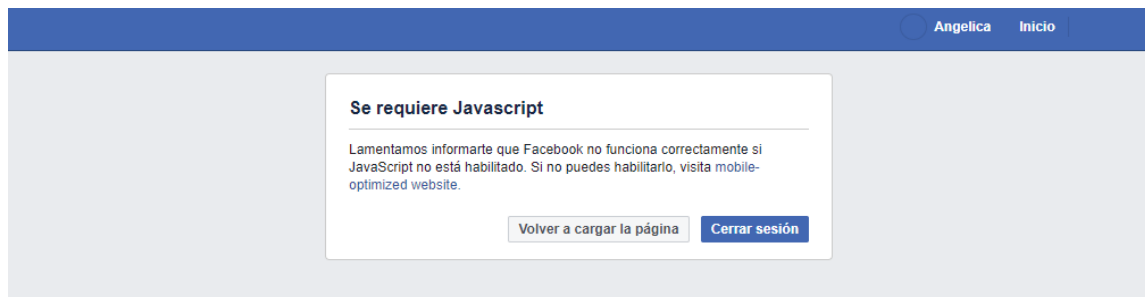 Angelica Inicio
Se requiere Javascript
Lamentamos informarte que Facebook no funciona correctamente si
JavaScript no está habilitado. Si no puedes habilitarlo, visita mobile-
optimized website.
Volver a cargar la página Cerrar sesión